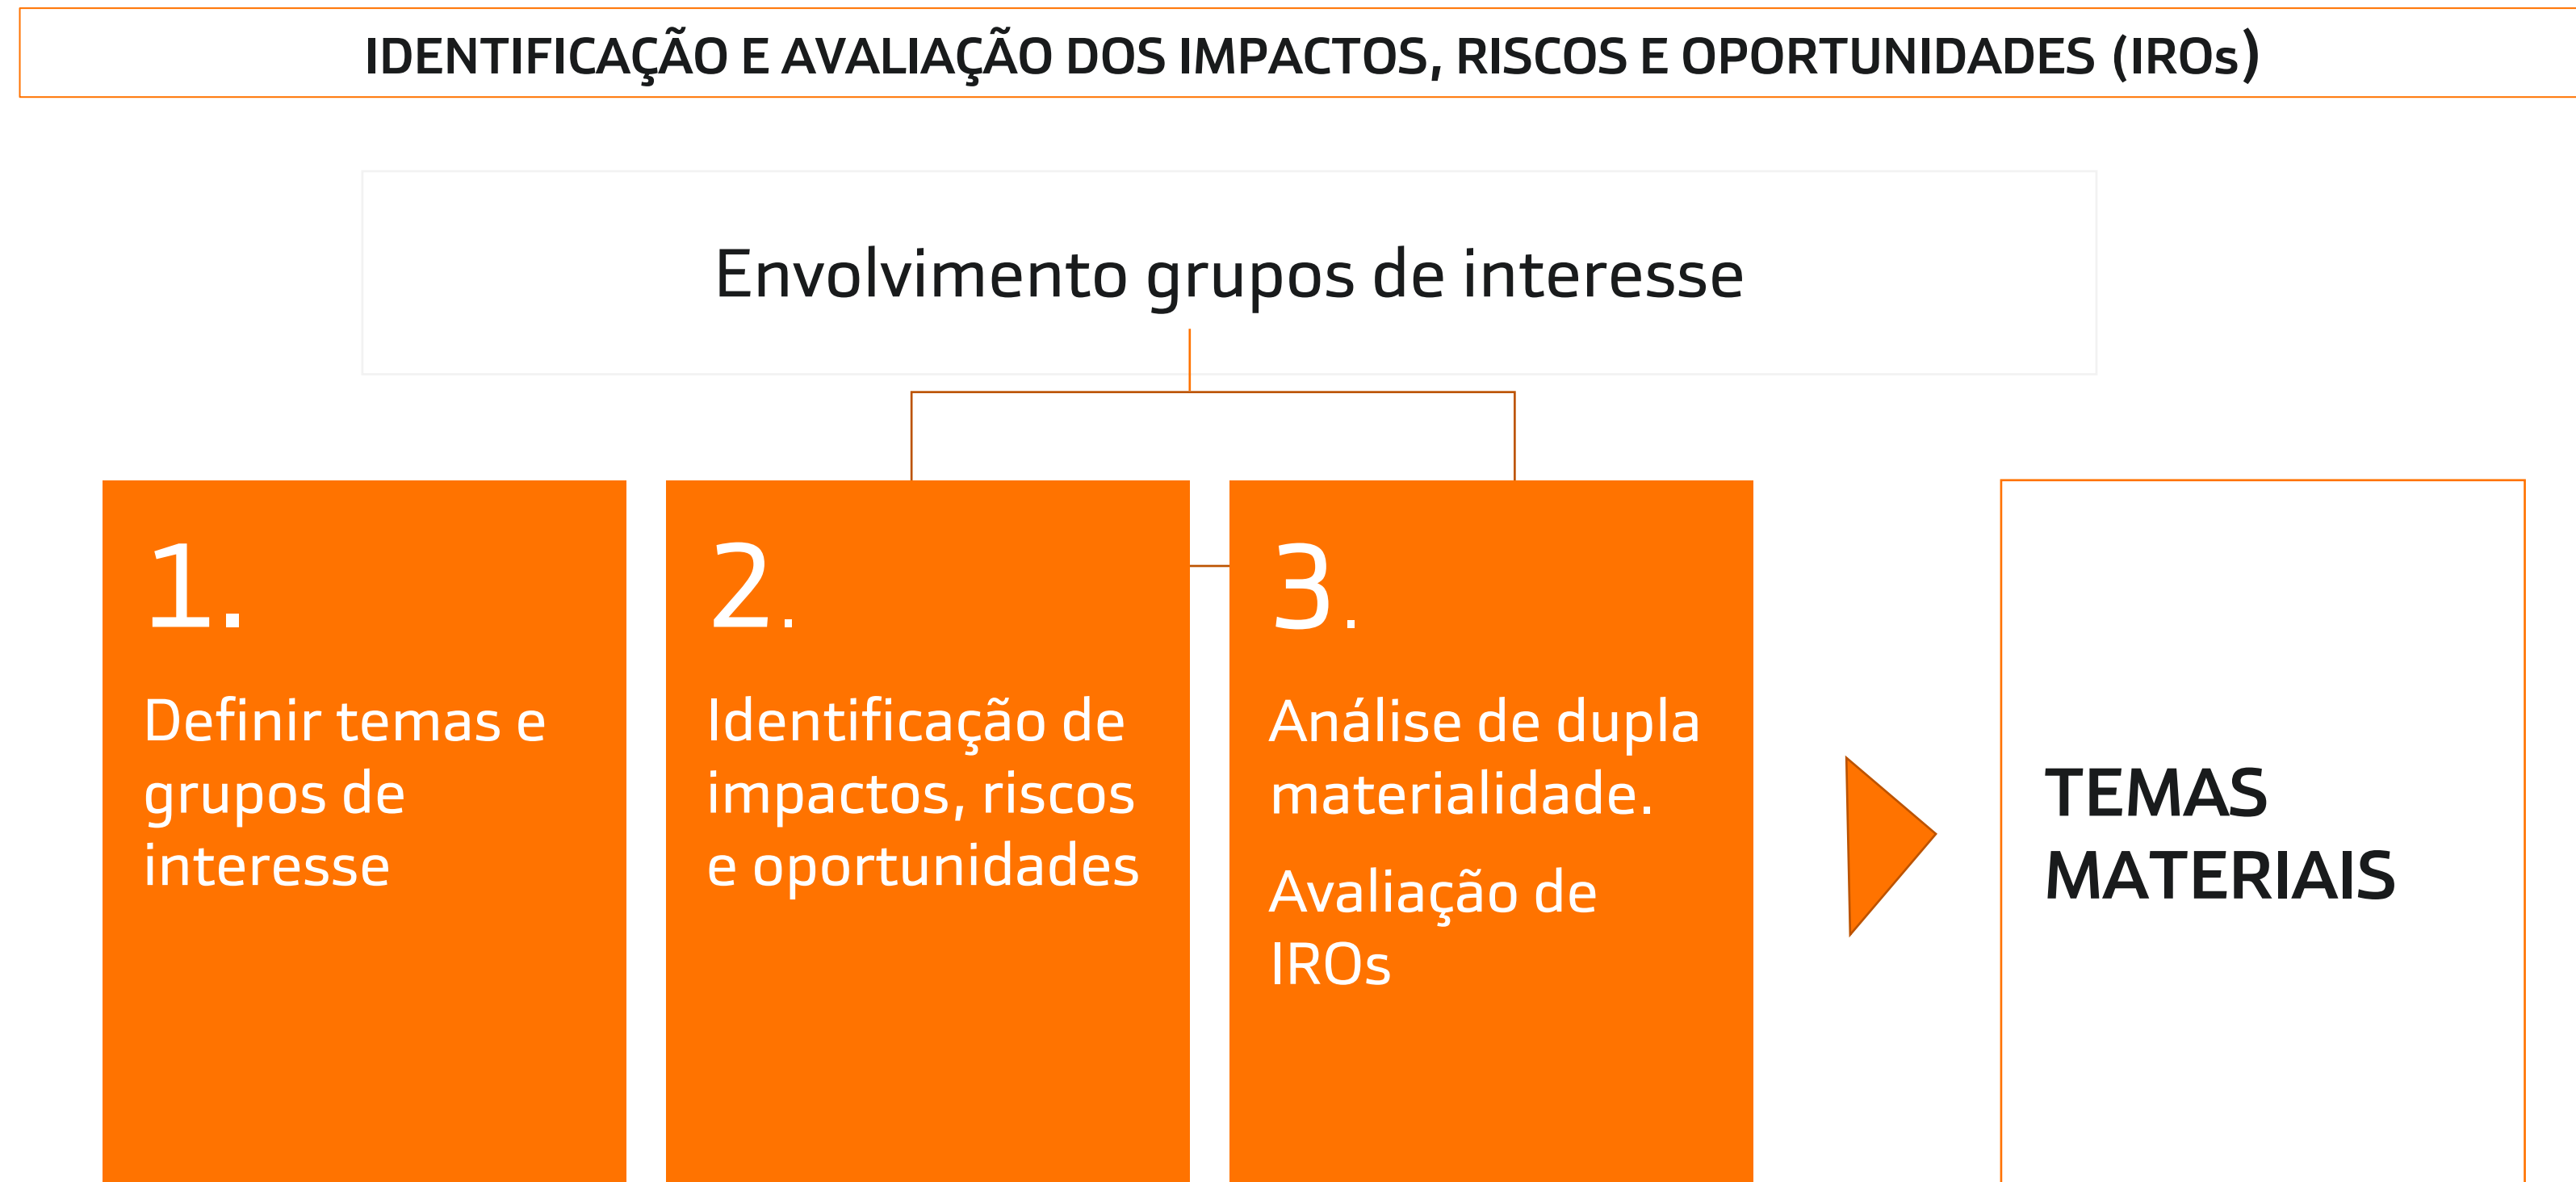 IDENTIFICAÇÃO E AVALIAÇÃO DOS IMPACTOS, RISCOS E OPORTUNIDADES (IROs)
Envolvimento grupos de interesse
1.
Definir temas e
grupos de
interesse
2.
Identificação de
impactos, riscos
e oportunidades
3.
Análise de dupla
materialidade.
Avaliação de
IROs
TEMAS
MATERIAIS